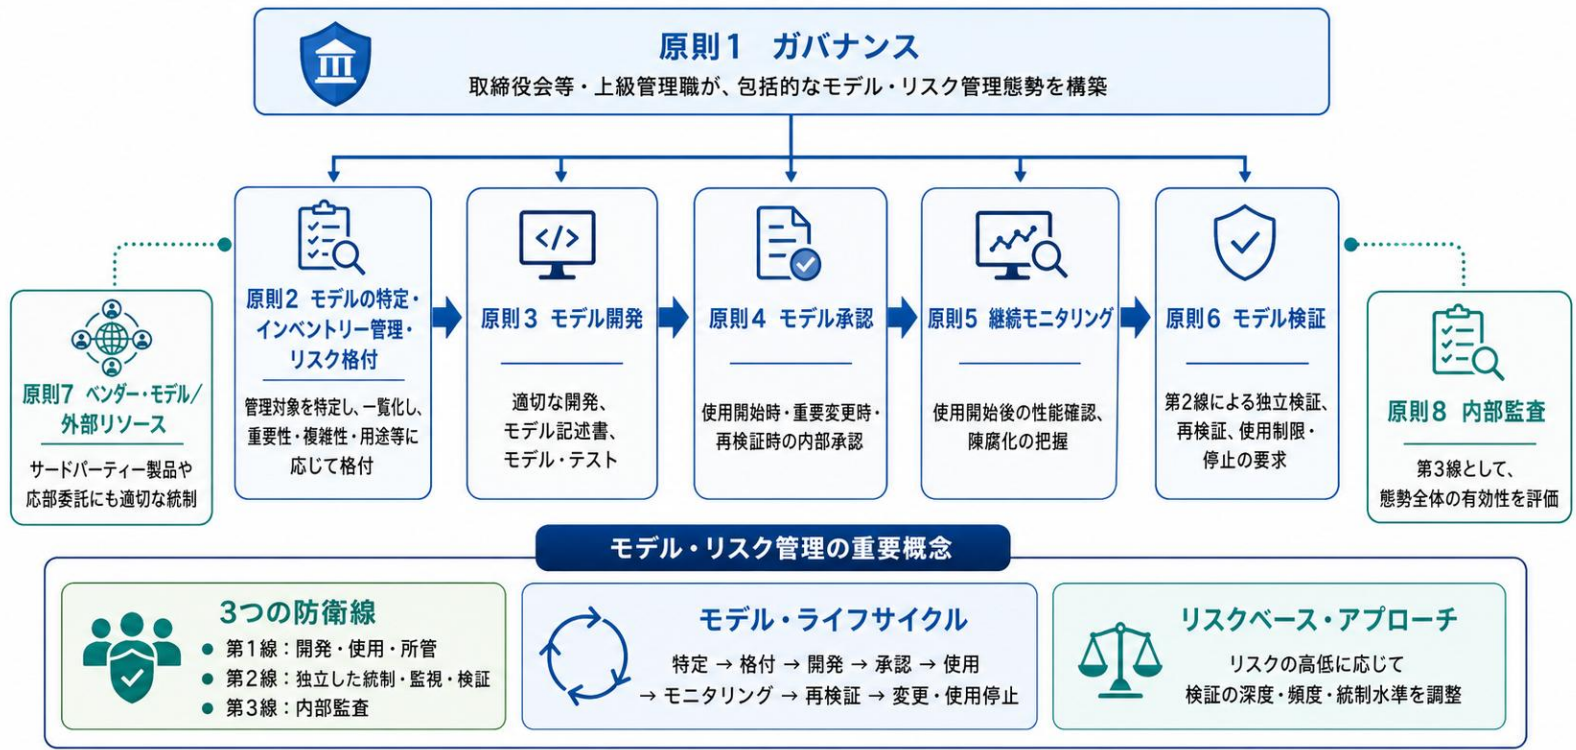 原則1 ガバナンス
取締役会等・上級管理職が、包括的なモデル・リスク管理態勢を構築
原則2 モデルの特定・
インベントリー管理・
リスク格付
管理対象を特定し、一覧化し、
重要性・複雑性・用途等に
応じて格付
</>
原則3 モデル開発
適切な開発、
モデル記述書、
モデル・テスト
原則4 モデル承認
使用開始時・重要変更時・
再検証時の内部承認
原則5 継続モニタリング
使用開始後の性能確認、
陳腐化の把握
原則6 モデル検証
第2線による独立検証、
再検証、使用制限・
停止の要求
原則7 ベンダー・モデル/
外部リソース
サードパーティー製品や
応部委託にも適切な統制
原則8 内部監査
第3線として、
態勢全体の有効性を評価
モデル・リスク管理の重要概念
3つの防衛線
● 第1線：開発・使用・所管
● 第2線：独立した統制・監視・検証
● 第3線：内部監査
モデル・ライフサイクル
特定 → 格付 → 開発 → 承認 → 使用
→ モニタリング → 再検証 → 変更・使用停止
リスクベース・アプローチ
リスクの高低に応じて
検証の深度・頻度・統制水準を調整